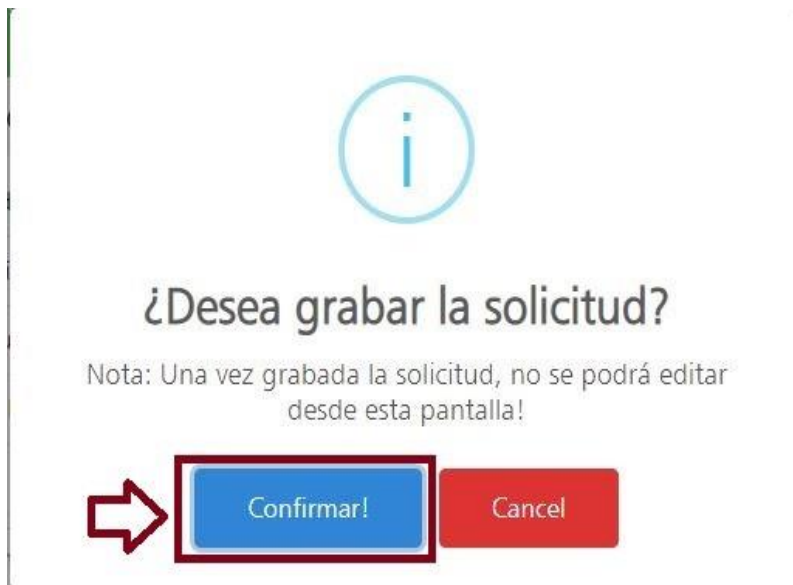 ¿Desea grabar la solicitud?
Nota: Una vez grabada la solicitud, no se podrá editar
desde esta pantalla!
Confirmar!
Cancel